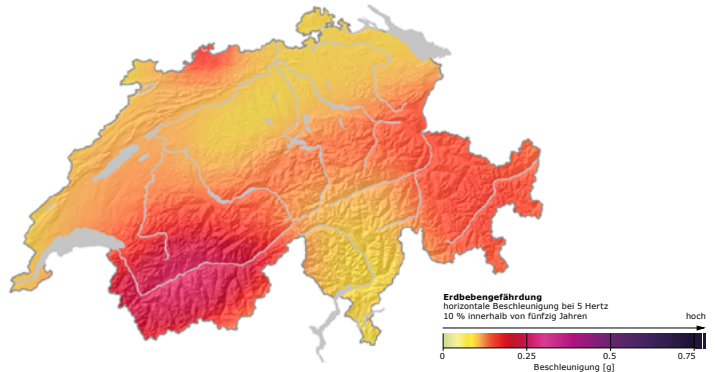 Erdbebengefährdung
horizontale Beschleunigung bei 5 Hertz
10 % innerhalb von fünfzig Jahren hoch
0 0.25 0.5 0.75
Beschleunigung [g]